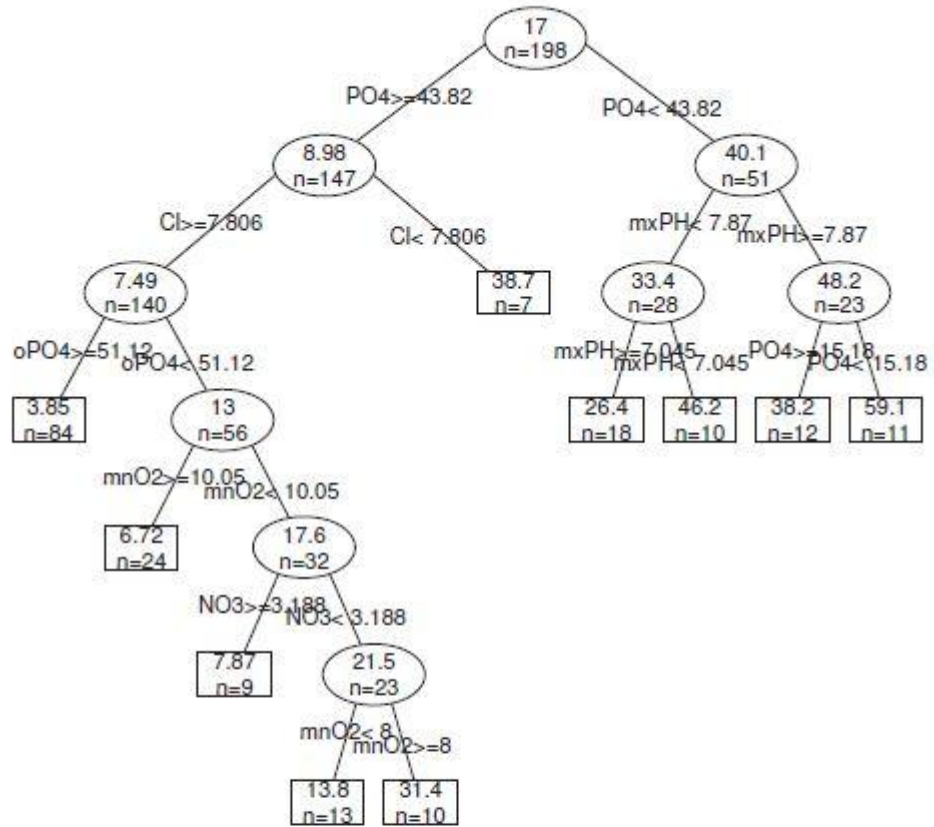 17
n=198
PO4>=43.82
PO4< 43.82
8.98
n=147
40.1
n=51
Cl>=7.806
Cl< 7.806
mxPH< 7.87
mxPH>=7.87
7.49
n=140
38.7
n=7
33.4
n=28
48.2
n=23
oPO4>=51.12
oPO4< 51.12
mxPH>=7.045
mxPH< 7.045
PO4>=15.18
PO4< 15.18
3.85
n=84
13
n=56
26.4
n=18
46.2
n=10
38.2
n=12
59.1
n=11
mnO2>=10.05
mnO2< 10.05
6.72
n=24
17.6
n=32
NO3>=3.188
NO3< 3.188
7.87
n=9
21.5
n=23
mnO2< 8
mnO2>=8
13.8
n=13
31.4
n=10